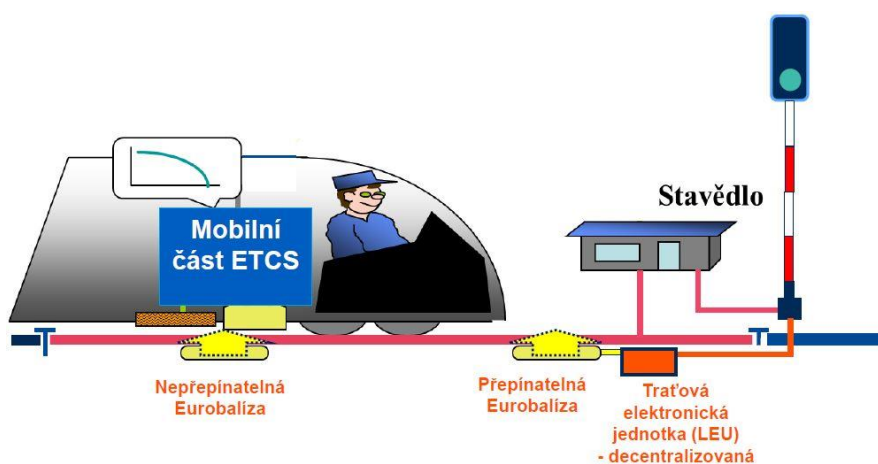 Stavědlo
Mobilní
část ETCS
Nepřepínatelná
Eurobalíza
Přepínatelná
Eurobalíza
Traťová
elektronická
jednotka (LEU)
- decentralizovaná